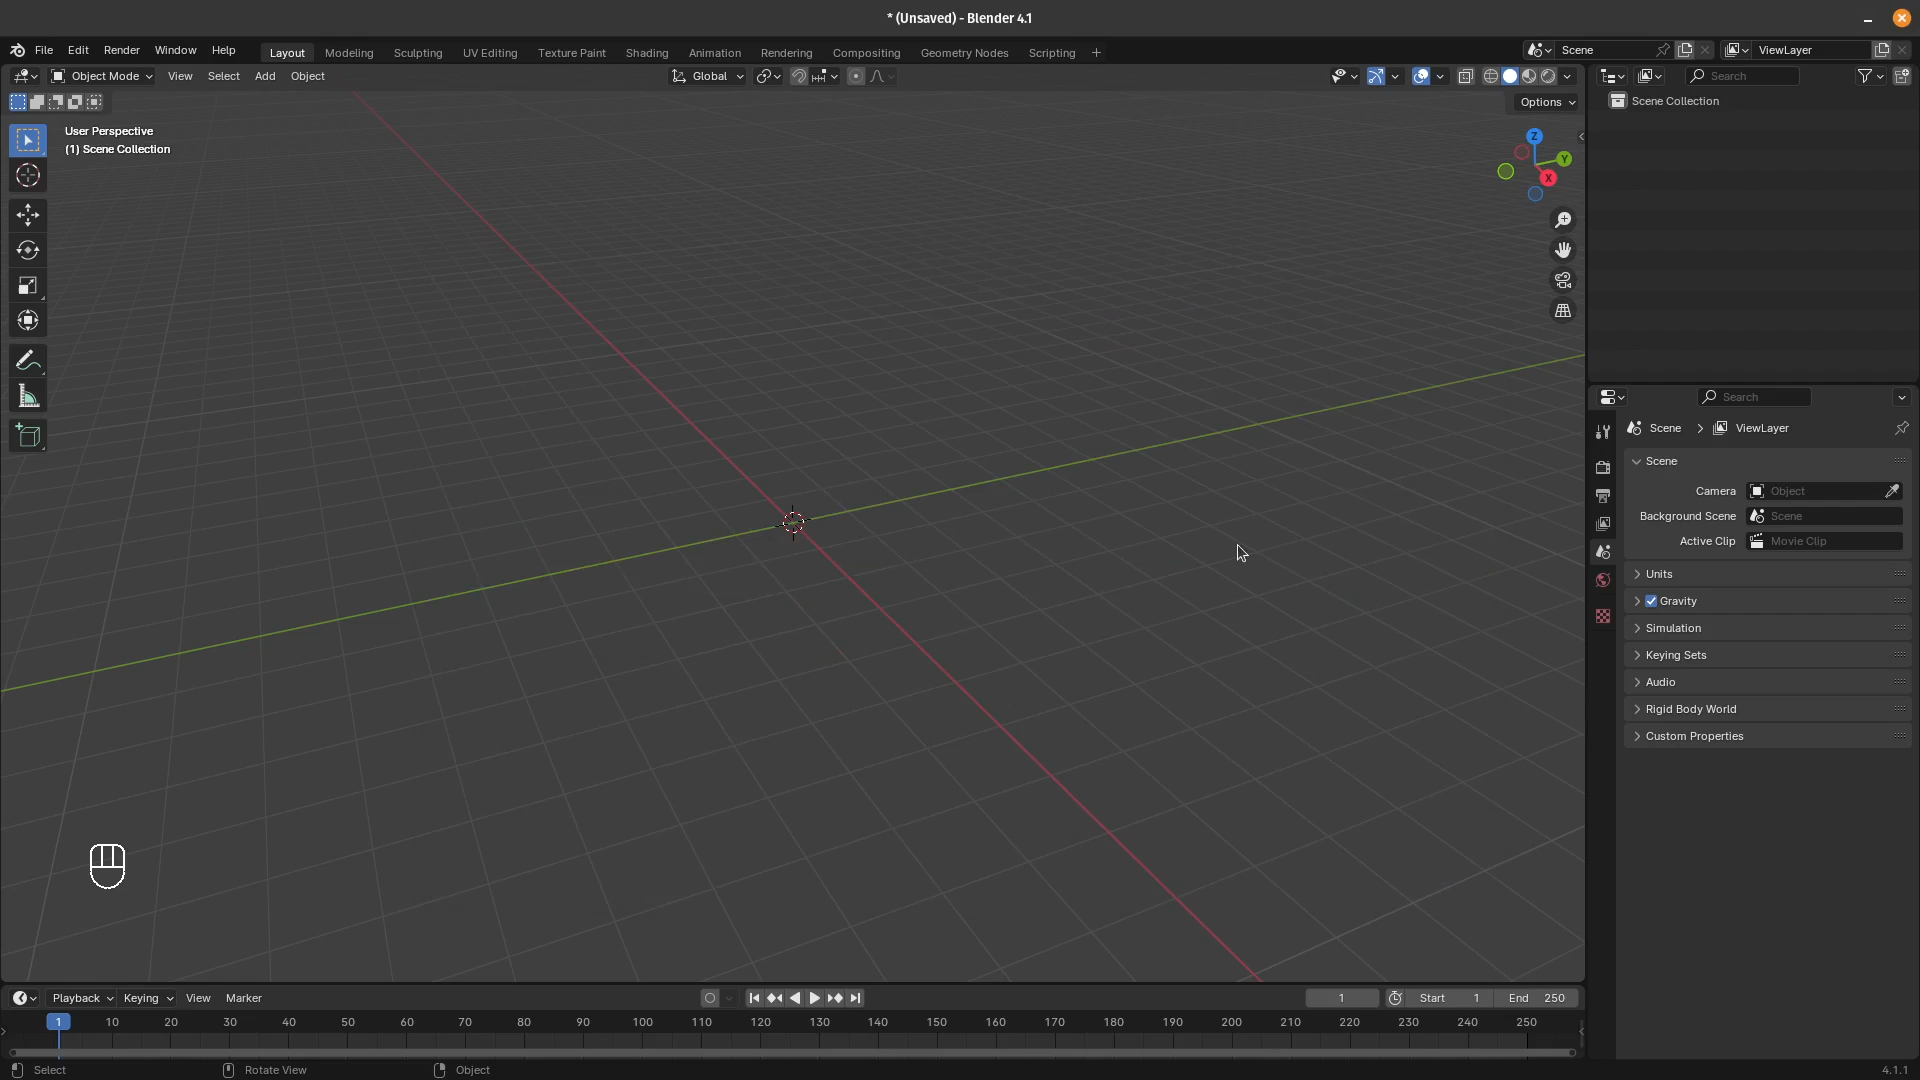 * (Unsaved) - Blender 4.1
File Edit Render Window Help Layout Modeling Sculpting UV Editing Texture Paint Shading Animation Rendering Compositing Geometry Nodes Scripting + Scene ViewLayer
Object Mode View Select Add Object Global Search
Options
Scene Collection
User Perspective
(1) Scene Collection
Z
Y
X
Search
Scene > ViewLayer
Scene
Camera Object
Background Scene Scene
Active Clip Movie Clip
Units
Gravity
Simulation
Keying Sets
Audio
Rigid Body World
Custom Properties
Playback Keying View Marker 1 Start 1 End 250
1 10 20 30 40 50 60 70 80 90 100 110 120 130 140 150 160 170 180 190 200 210 220 230 240 250
Select Rotate View Object 4.1.1